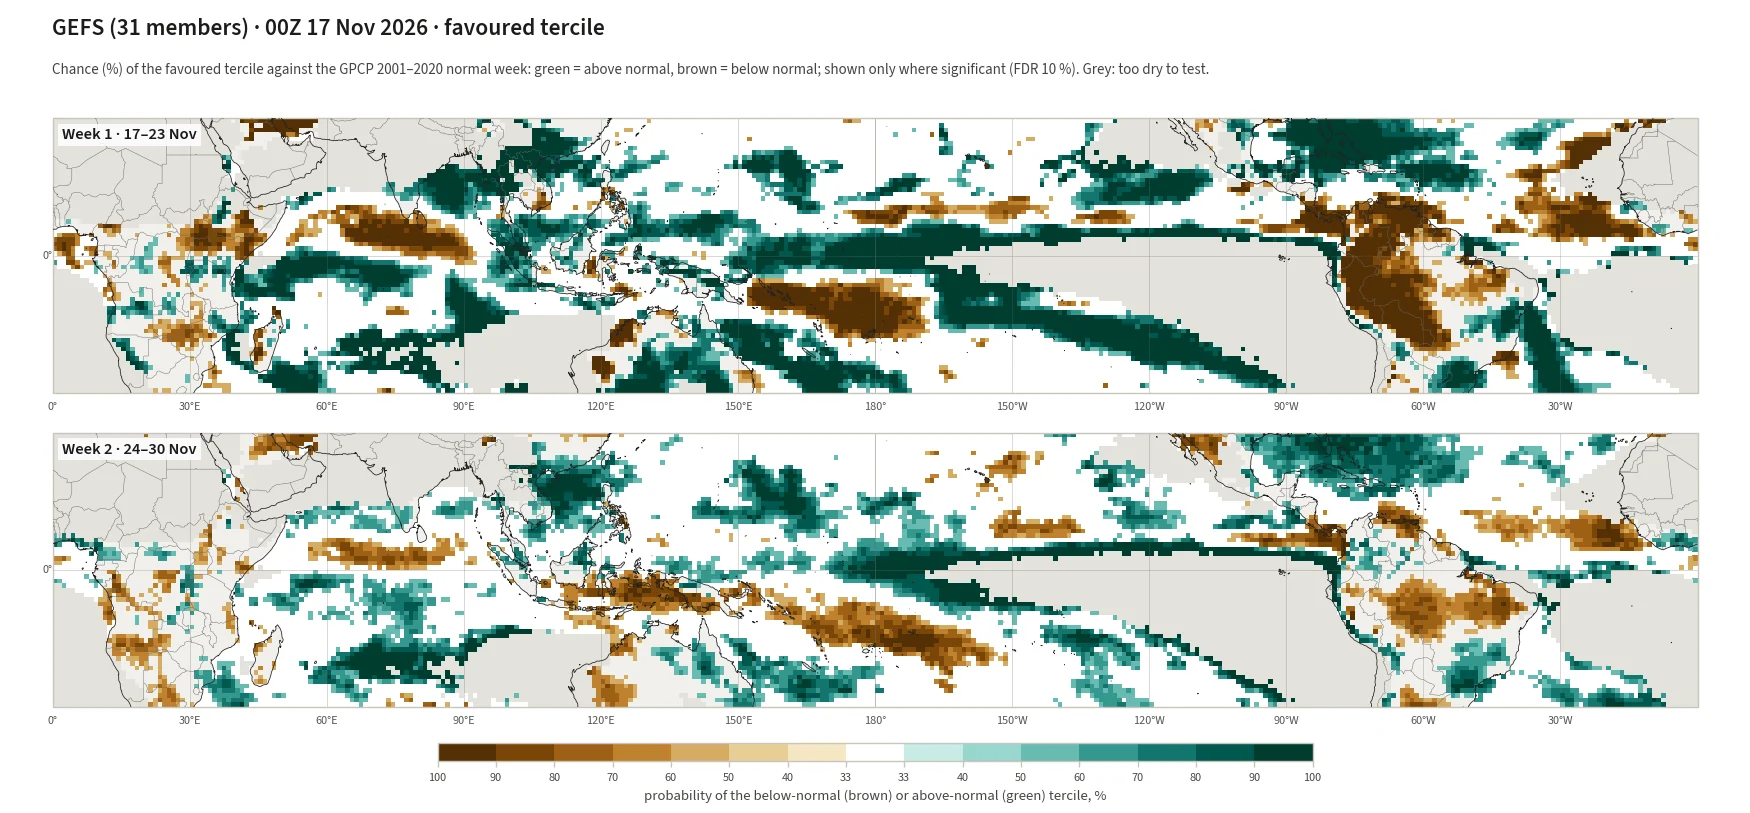 GEFS (31 members) · 00Z 17 Nov 2026 · favoured tercile
Chance (%) of the favoured tercile against the GPCP 2001–2020 normal week: green = above normal, brown = below normal; shown only where significant (FDR 10 %). Grey: too dry to test.
Week 1 · 17–23 Nov
0°
0° 30°E 60°E 90°E 120°E 150°E 180° 150°W 120°W 90°W 60°W 30°W
Week 2 · 24–30 Nov
0°
0° 30°E 60°E 90°E 120°E 150°E 180° 150°W 120°W 90°W 60°W 30°W
100 90 80 70 60 50 40 33 33 40 50 60 70 80 90 100
probability of the below-normal (brown) or above-normal (green) tercile, %